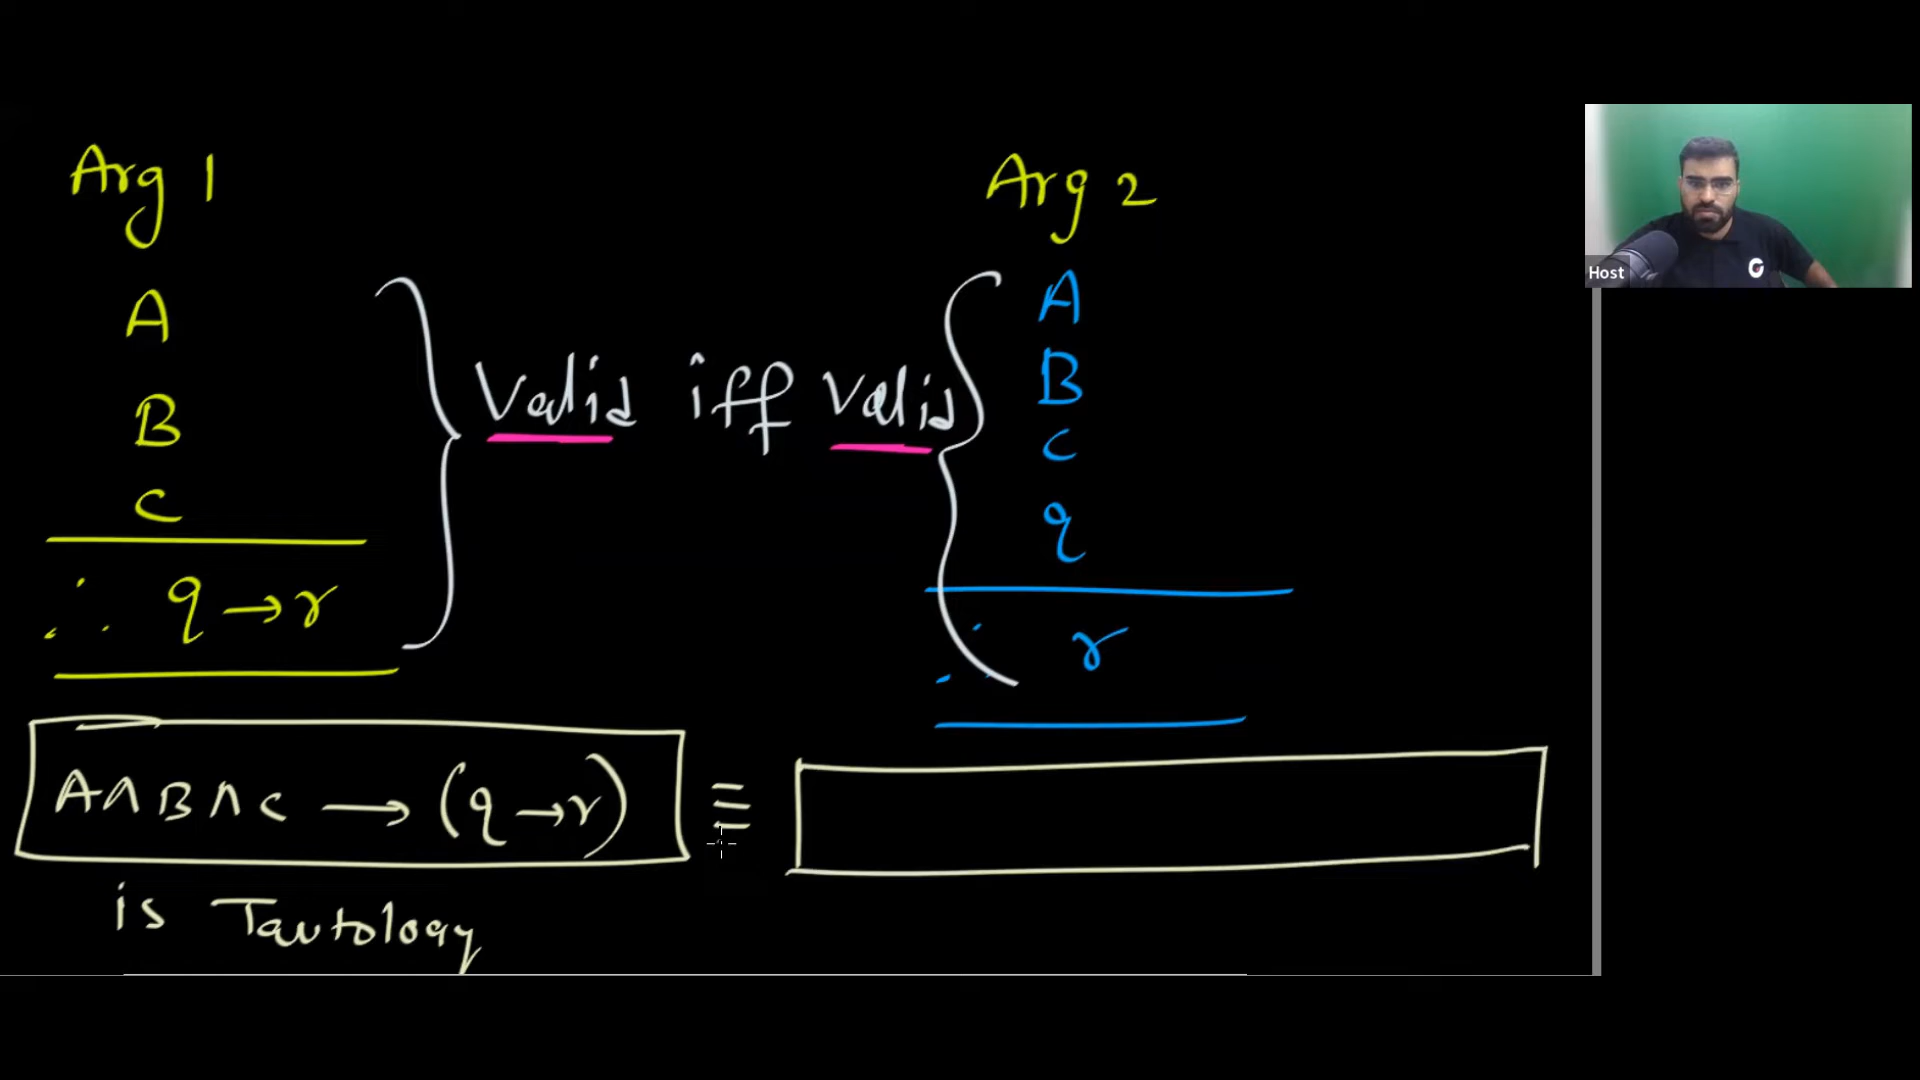 Arg 1
A
B
C
∴ q → r
Valid iff valid
Arg 2
A
B
C
q
∴ r
A ∧ B ∧ C → (q → r) ≡
is Tautology
Host